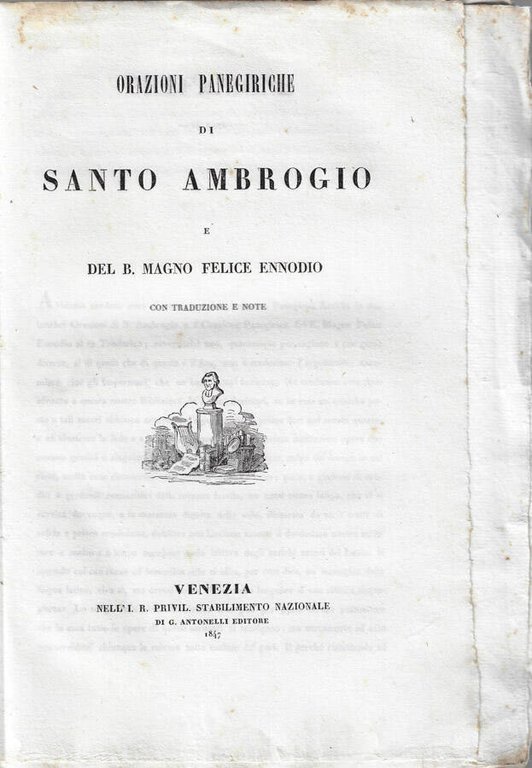 ORAZIONI PANEGIRICHE
DI
SANTO AMBROGIO
E
DEL B. MAGNO FELICE ENNODIO
CON TRADUZIONE E NOTE
VENEZIA
NELL' I. R. PRIVIL. STABILIMENTO NAZIONALE
DI G. ANTONELLI EDITORE
1847